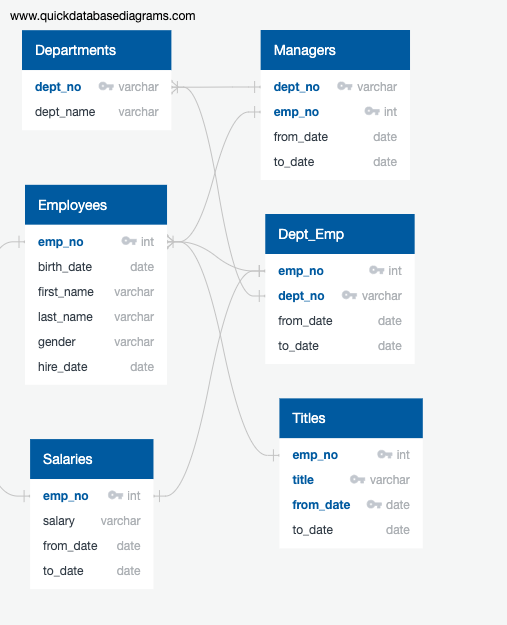 www.quickdatabasediagrams.com
Departments
dept_no varchar
dept_name varchar
Managers
dept_no varchar
emp_no int
from_date date
to_date date
Employees
emp_no int
birth_date date
first_name varchar
last_name varchar
gender varchar
hire_date date
Dept_Emp
emp_no int
dept_no varchar
from_date date
to_date date
Titles
emp_no int
title varchar
from_date date
to_date date
Salaries
emp_no int
salary varchar
from_date date
to_date date